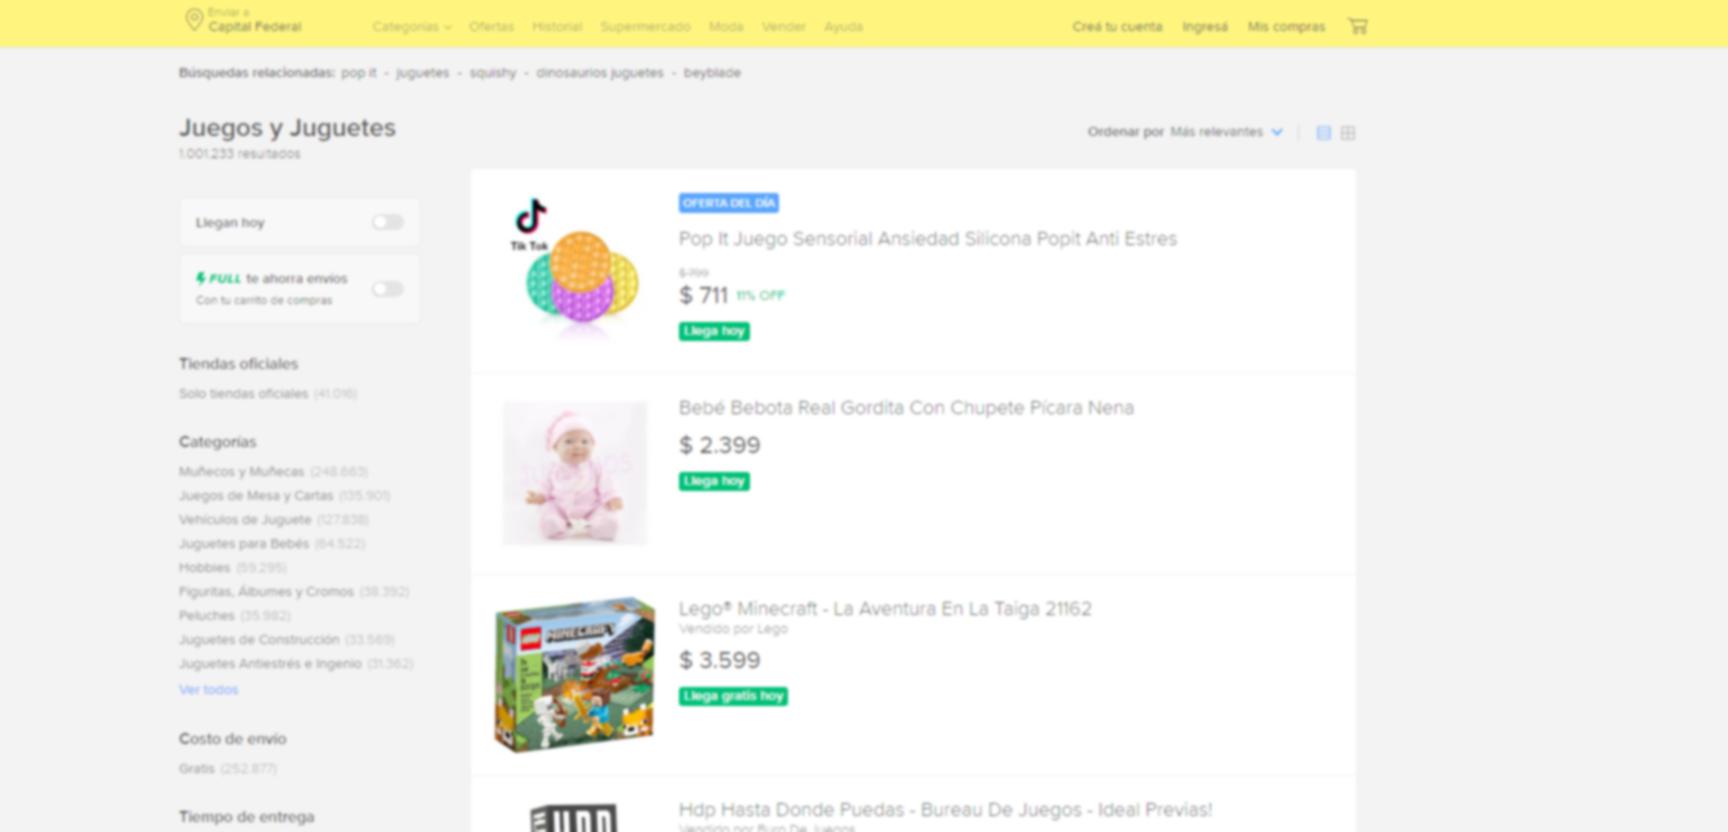 Enviar a
Capital Federal
Categorías Ofertas Historial Supermercado Moda Vender Ayuda
Creá tu cuenta Ingresá Mis compras
Búsquedas relacionadas: pop it - juguetes - squishy - dinosaurios juguetes - beyblade
Juegos y Juguetes
1.001.233 resultados
Ordenar por Más relevantes
Llegan hoy
FULL te ahorra envíos
Con tu carrito de compras
Tiendas oficiales
Solo tiendas oficiales (41.016)
Categorías
Muñecos y Muñecas (248.663)
Juegos de Mesa y Cartas (135.901)
Vehículos de Juguete (127.838)
Juguetes para Bebés (64.522)
Hobbies (59.295)
Figuritas, Álbumes y Cromos (38.392)
Peluches (35.982)
Juguetes de Construcción (33.569)
Juguetes Antiestrés e Ingenio (31.362)
Ver todos
Costo de envío
Gratis (252.877)
Tiempo de entrega
Tik Tok
OFERTA DEL DÍA
Pop It Juego Sensorial Ansiedad Silicona Popit Anti Estres
$ 799
$ 711 11% OFF
Llega hoy
Bebé Bebota Real Gordita Con Chupete Pícara Nena
$ 2.399
Llega hoy
LEGO MINECRAFT
Lego® Minecraft - La Aventura En La Taiga 21162
Vendido por Lego
$ 3.599
Llega gratis hoy
HDP
Hdp Hasta Donde Puedas - Bureau De Juegos - Ideal Previas!
Vendido por Buro De Juegos